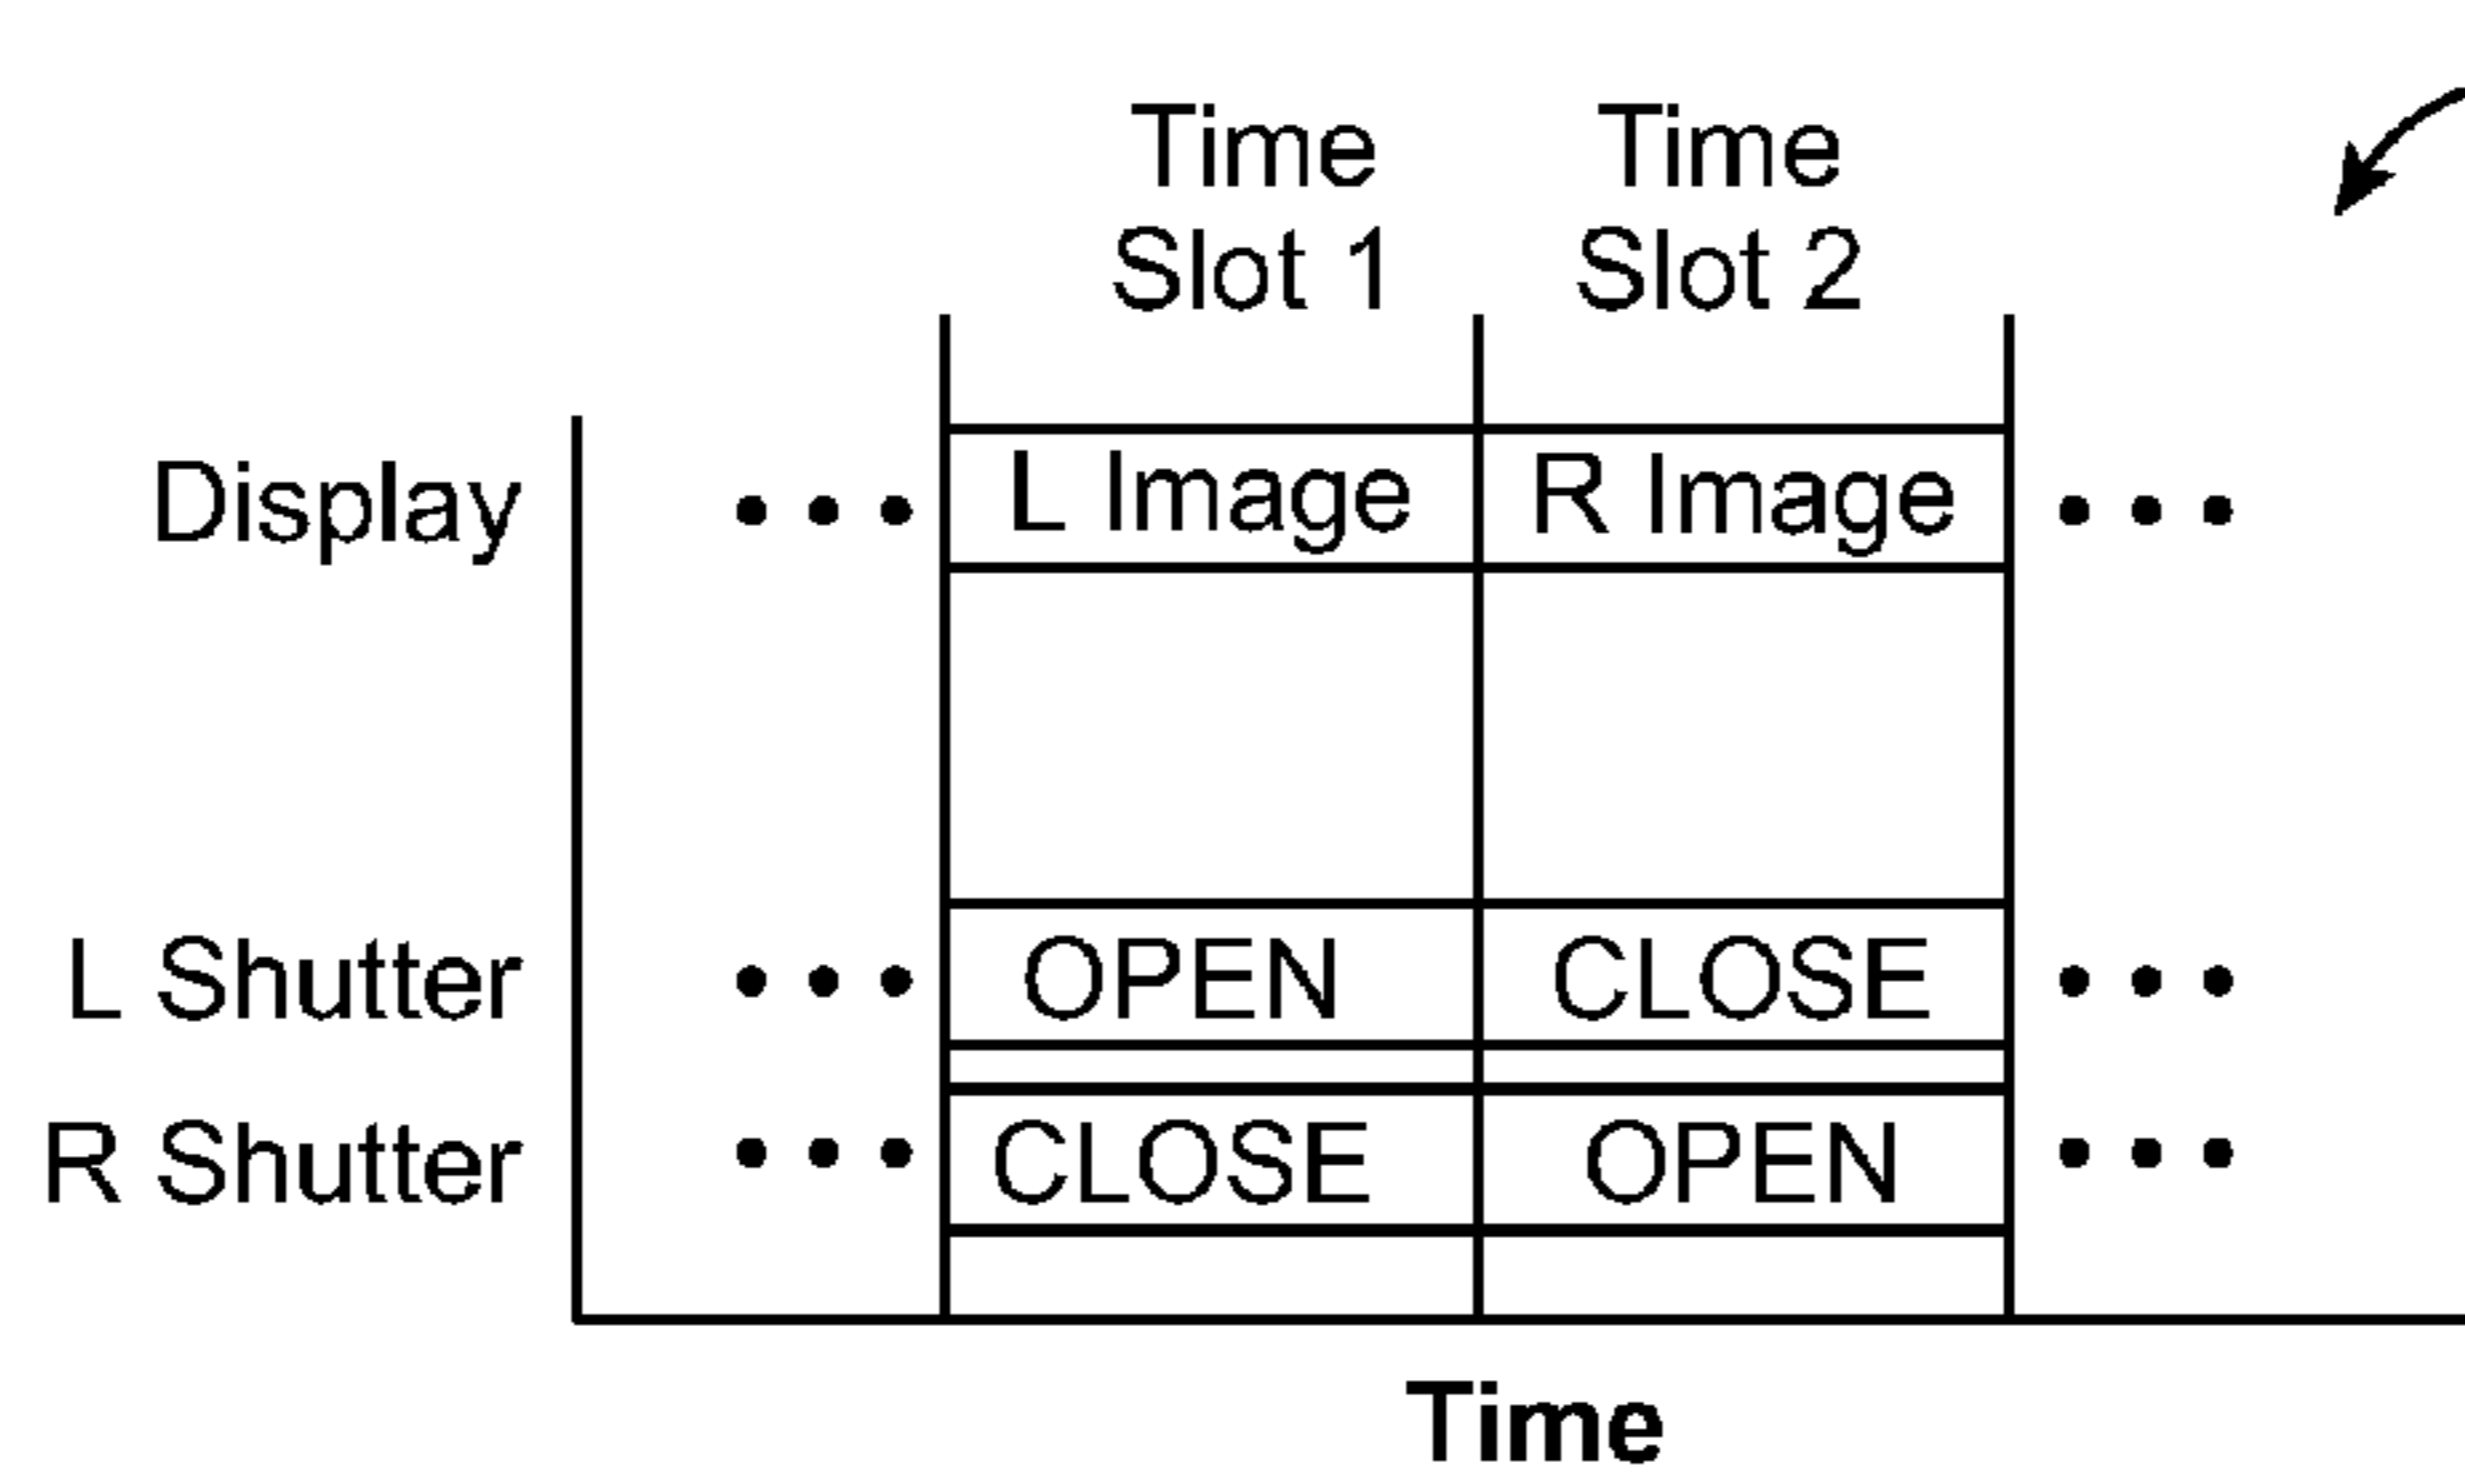 Time Time
Slot 1 Slot 2
Display • • • L Image R Image • • •
L Shutter • • • OPEN CLOSE • • •
R Shutter • • • CLOSE OPEN • • •
Time